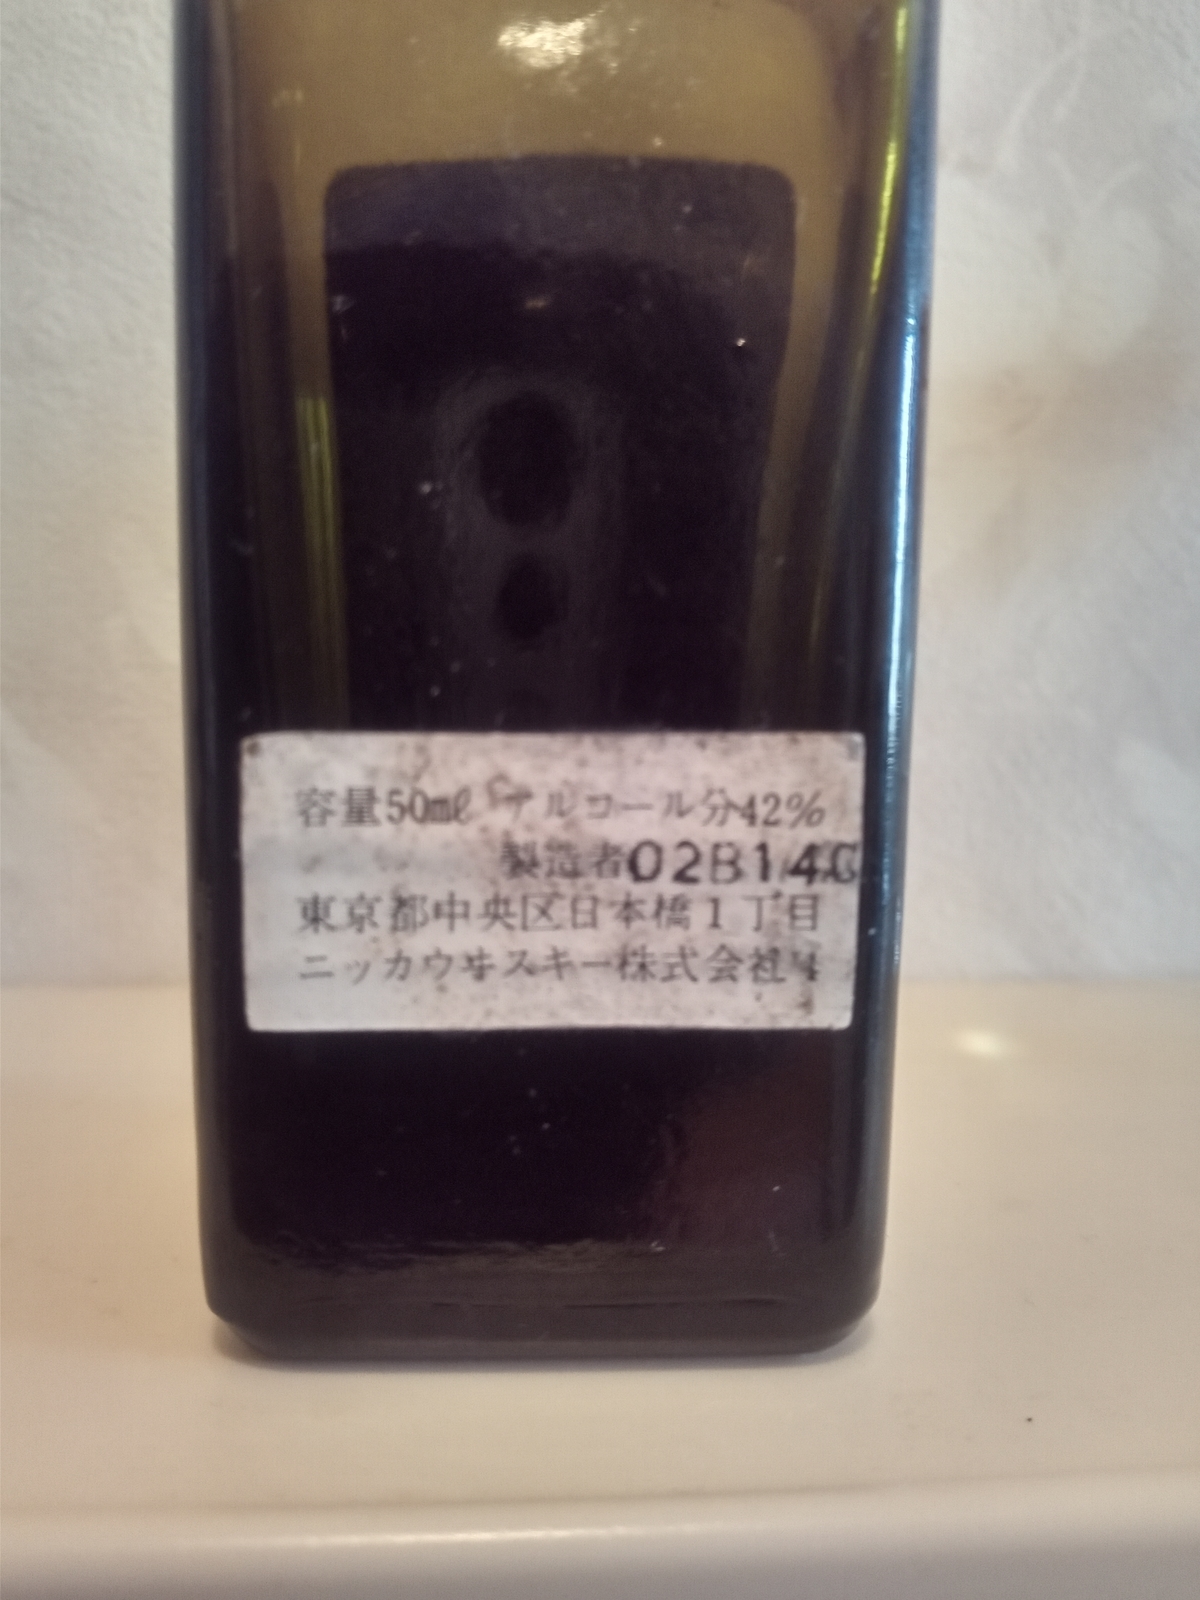 容量50㎖ アルコール分42%
製造者02B14C
東京都中央区日本橋1丁目
ニッカウヰスキー株式会社 4